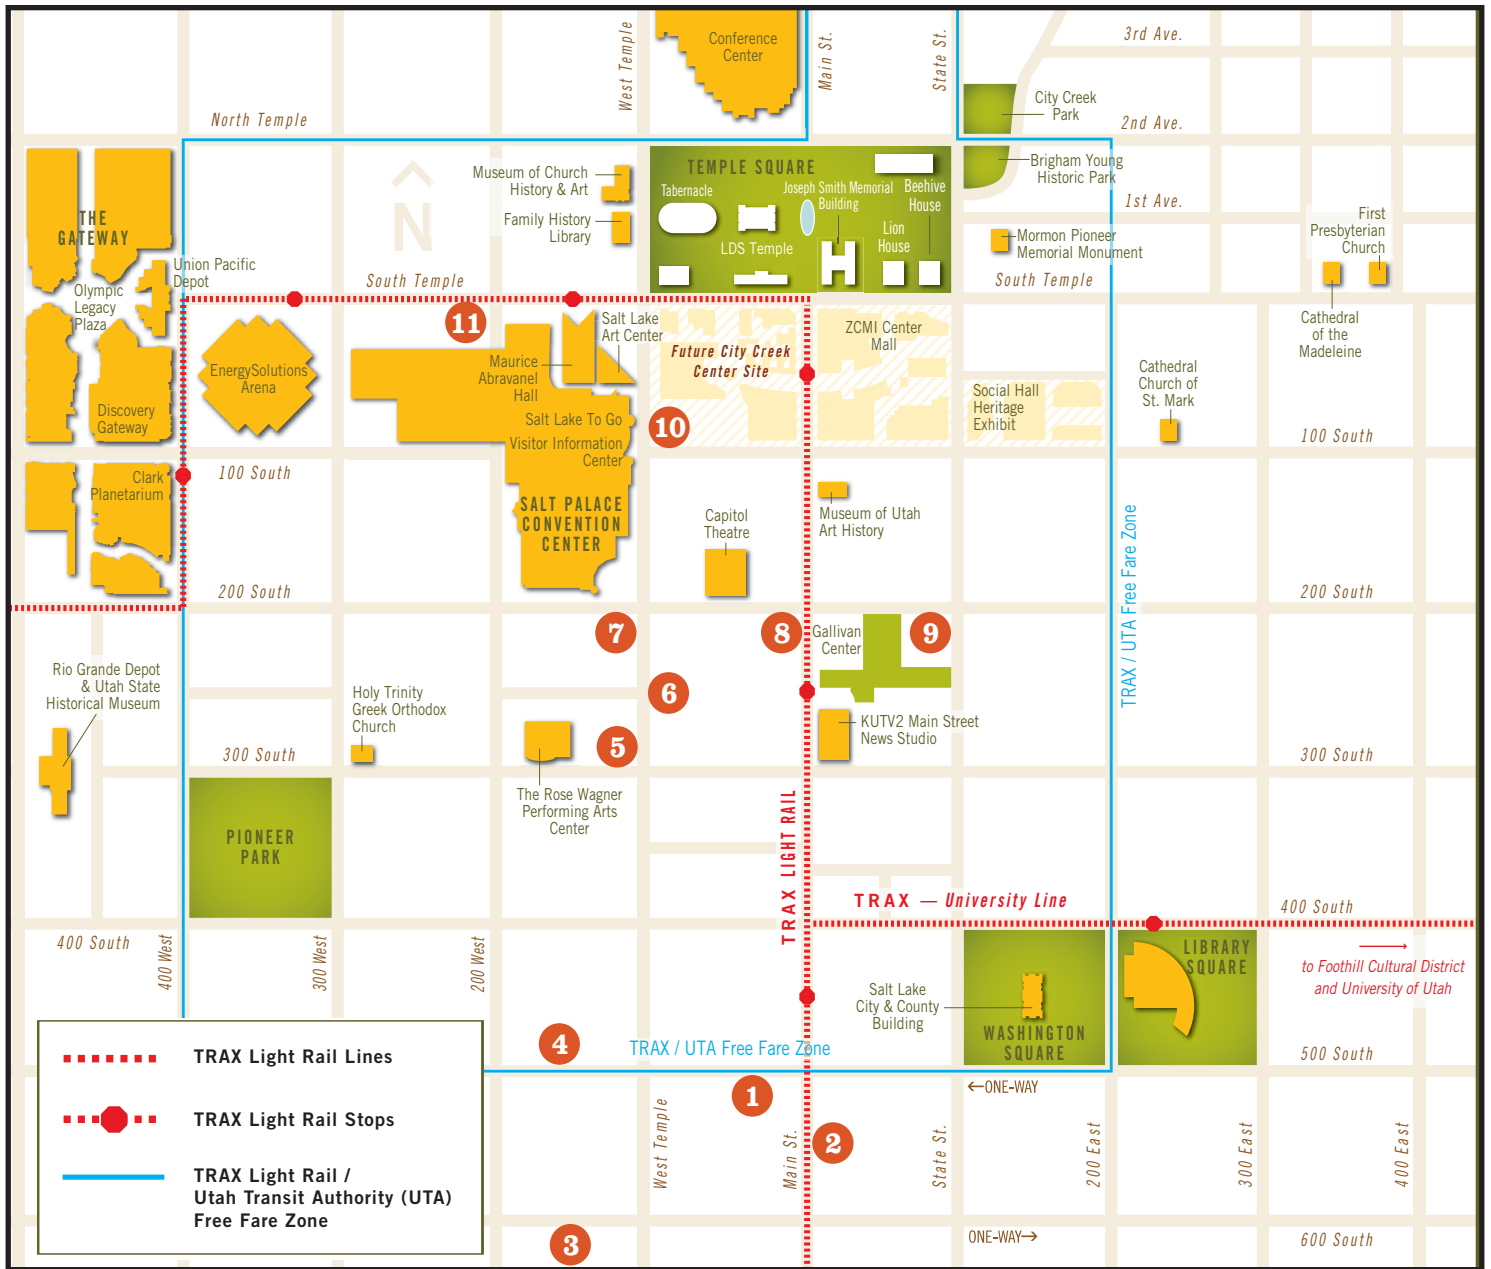 Conference
Center
West Temple
Main St.
State St.
3rd Ave.
City Creek
Park
2nd Ave.
North Temple
Brigham Young
Historic Park
1st Ave.
Museum of Church
History & Art
Family History
Library
TEMPLE SQUARE
Tabernacle
Joseph Smith Memorial
Building
Beehive
House
Lion
House
LDS Temple
Mormon Pioneer
Memorial Monument
First
Presbyterian
Church
THE
GATEWAY
N
Union Pacific
Depot
Olympic
Legacy
Plaza
South Temple
South Temple
Cathedral
of the
Madeleine
11
Salt Lake
Art Center
Maurice
Abravanel
Hall
Future City Creek
Center Site
ZCMI Center
Mall
EnergySolutions
Arena
Discovery
Gateway
Social Hall
Heritage
Exhibit
Cathedral
Church of
St. Mark
Salt Lake To Go
Visitor Information
Center
10
100 South
100 South
Clark
Planetarium
SALT PALACE
CONVENTION
CENTER
Capitol
Theatre
Museum of Utah
Art History
TRAX / UTA Free Fare Zone
200 South
200 South
7
8
Gallivan
Center
9
Rio Grande Depot
& Utah State
Historical Museum
Holy Trinity
Greek Orthodox
Church
6
5
KUTV2 Main Street
News Studio
300 South
300 South
The Rose Wagner
Performing Arts
Center
PIONEER
PARK
TRAX LIGHT RAIL
TRAX — University Line
400 South
400 South
400 West
300 West
200 West
LIBRARY
SQUARE
to Foothill Cultural District
and University of Utah
Salt Lake
City & County
Building
WASHINGTON
SQUARE
4
TRAX / UTA Free Fare Zone
500 South
1
←ONE-WAY
2
West Temple
Main St.
State St.
200 East
300 East
400 East
3
ONE-WAY→
600 South
TRAX Light Rail Lines
TRAX Light Rail Stops
TRAX Light Rail /
Utah Transit Authority (UTA)
Free Fare Zone